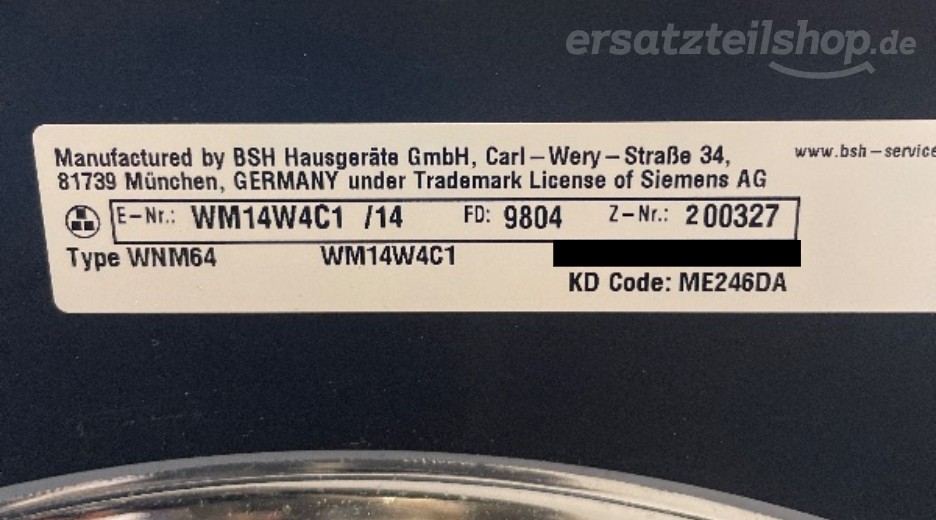 ersatzteilshop.de
Manufactured by BSH Hausgeräte GmbH, Carl-Wery-Straße 34,
www.bsh-service
81739 München, GERMANY under Trademark License of Siemens AG
E-Nr.: WM14W4C1 /14 FD: 9804 Z-Nr.: 200327
Type WNM64 WM14W4C1
KD Code: ME246DA